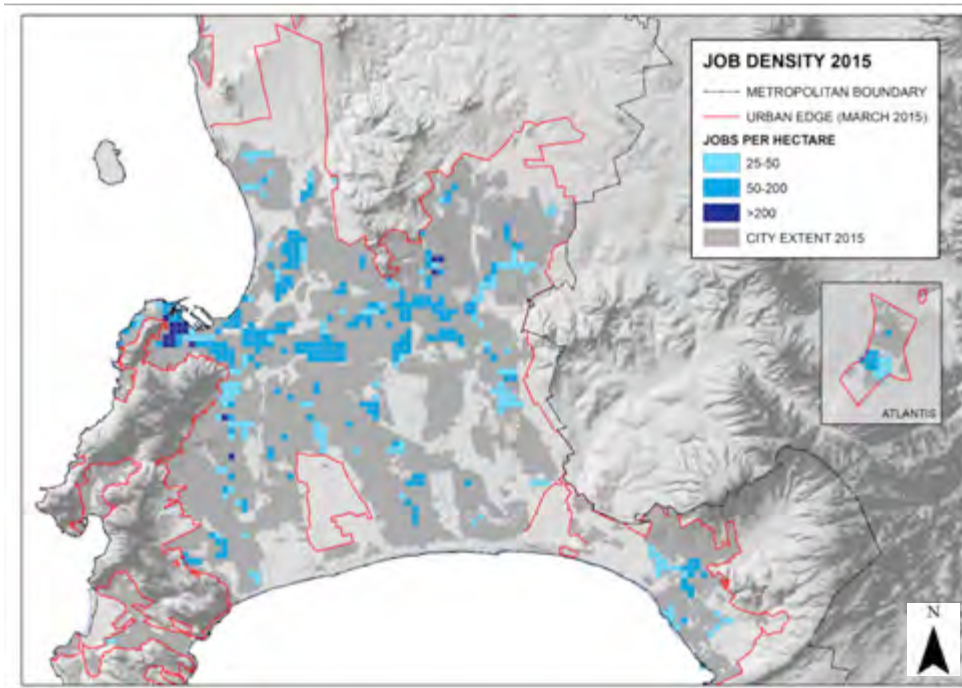 JOB DENSITY 2015
METROPOLITAN BOUNDARY
URBAN EDGE (MARCH 2015)
JOBS PER HECTARE
25-50
50-200
>200
CITY EXTENT 2015
ATLANTIS
N